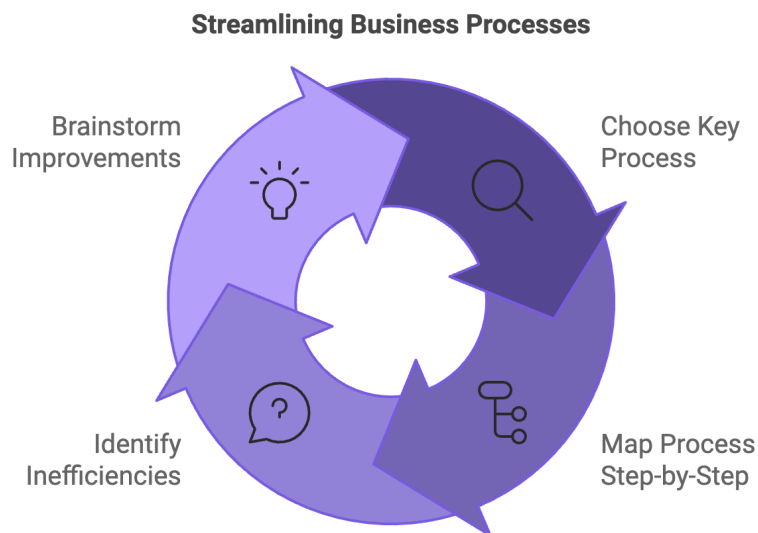 Streamlining Business Processes
Brainstorm
Improvements
Choose Key
Process
Identify
Inefficiencies
Map Process
Step-by-Step
?